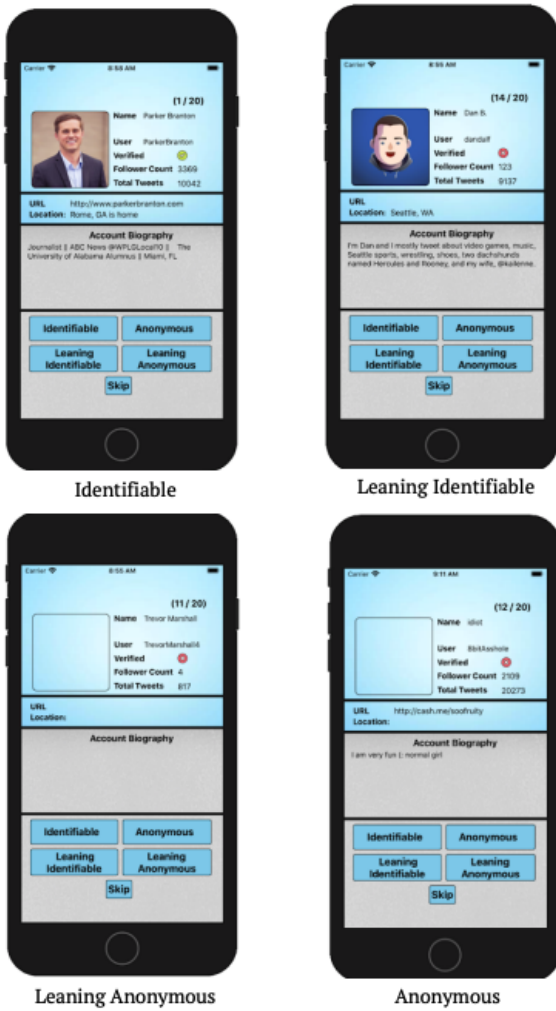 Carrier 8:58 AM
(1 / 20)
Name Parker Branton
User ParkerBranton
Verified
Follower Count 3369
Total Tweets 10042
URL http://www.parkerbranton.com
Location: Rome, GA is home
Account Biography
Journalist || ABC News @WPLGLocal10 || The
University of Alabama Alumnus || Miami, FL
Identifiable Anonymous
Leaning Identifiable Leaning Anonymous
Skip
Identifiable
Carrier 8:58 AM
(14 / 20)
Name Dan B.
User dandalf
Verified
Follower Count 123
Total Tweets 9137
URL
Location: Seattle, WA
Account Biography
I'm Dan and I mostly tweet about video games, music,
Seattle sports, wrestling, shoes, two dachshunds
named Hercules and Rooney, and my wife,
Identifiable Anonymous
Leaning Identifiable Leaning Anonymous
Skip
Leaning Identifiable
Carrier 8:55 AM
(11 / 20)
Name Trevor Marshall
User TrevorMarshall4
Verified
Follower Count 4
Total Tweets 817
URL
Location:
Account Biography
Identifiable Anonymous
Leaning Identifiable Leaning Anonymous
Skip
Leaning Anonymous
Carrier 9:11 AM
(12 / 20)
Name idiot
User 8bitAsshole
Verified
Follower Count 2109
Total Tweets 20273
URL http://cash.me/soofruity
Location:
Account Biography
I am very fun (: normal girl
Identifiable Anonymous
Leaning Identifiable Leaning Anonymous
Skip
Anonymous